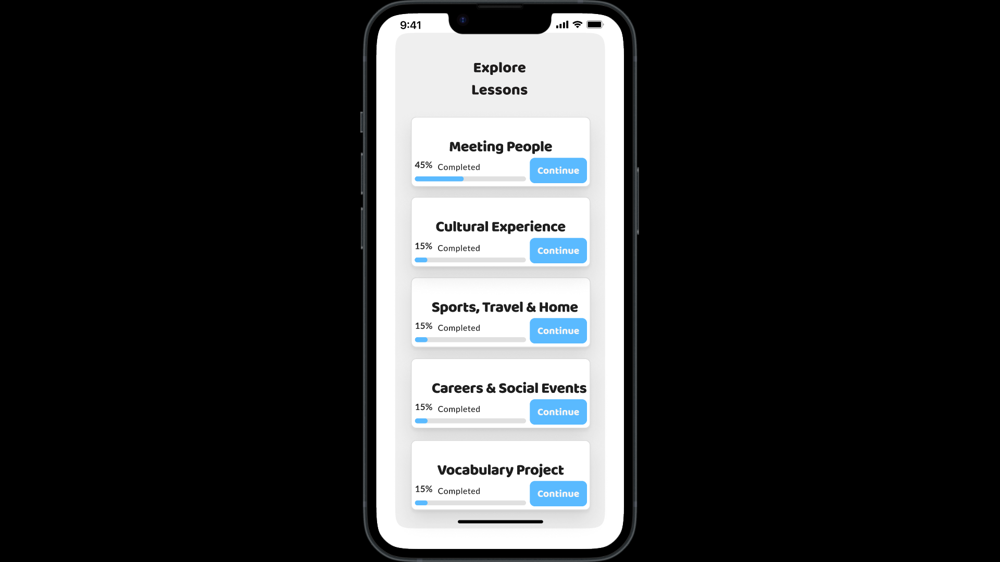 9:41
Explore
Lessons
Meeting People
45% Completed
Continue
Cultural Experience
15% Completed
Continue
Sports, Travel & Home
15% Completed
Continue
Careers & Social Events
15% Completed
Continue
Vocabulary Project
15% Completed
Continue